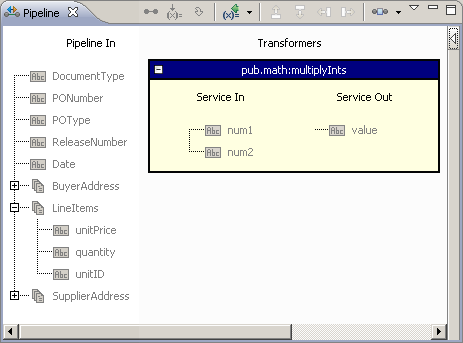 Pipeline
Pipeline In
Transformers
pub.math:multiplyInts
Service In
Service Out
Abc num1
Abc value
Abc num2
Abc DocumentType
Abc PONumber
Abc POType
Abc ReleaseNumber
Abc Date
BuyerAddress
LineItems
Abc unitPrice
Abc quantity
Abc unitID
SupplierAddress